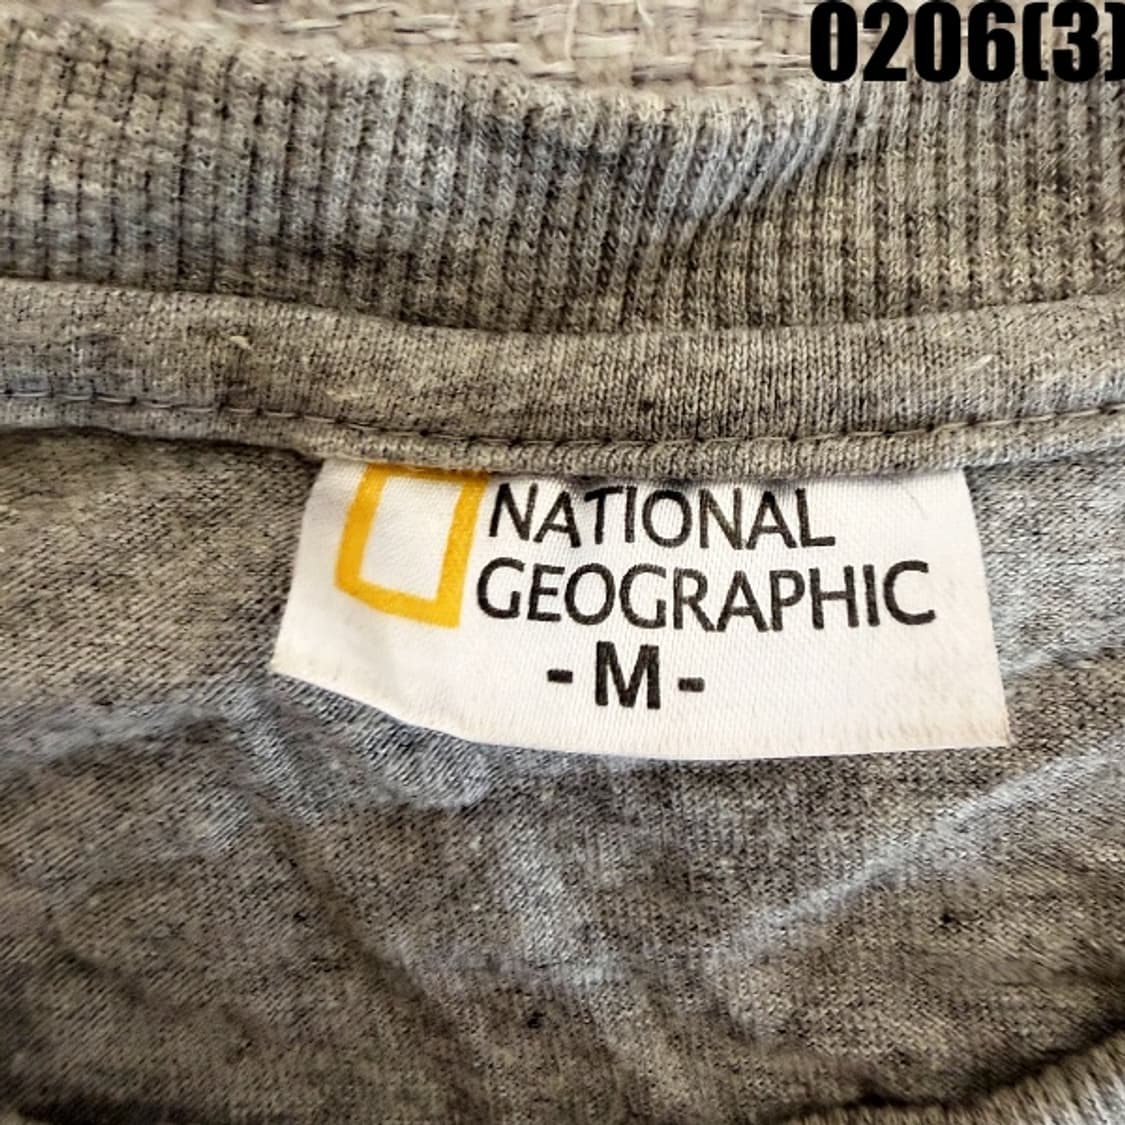 0206(3)
NATIONAL
GEOGRAPHIC
- M -